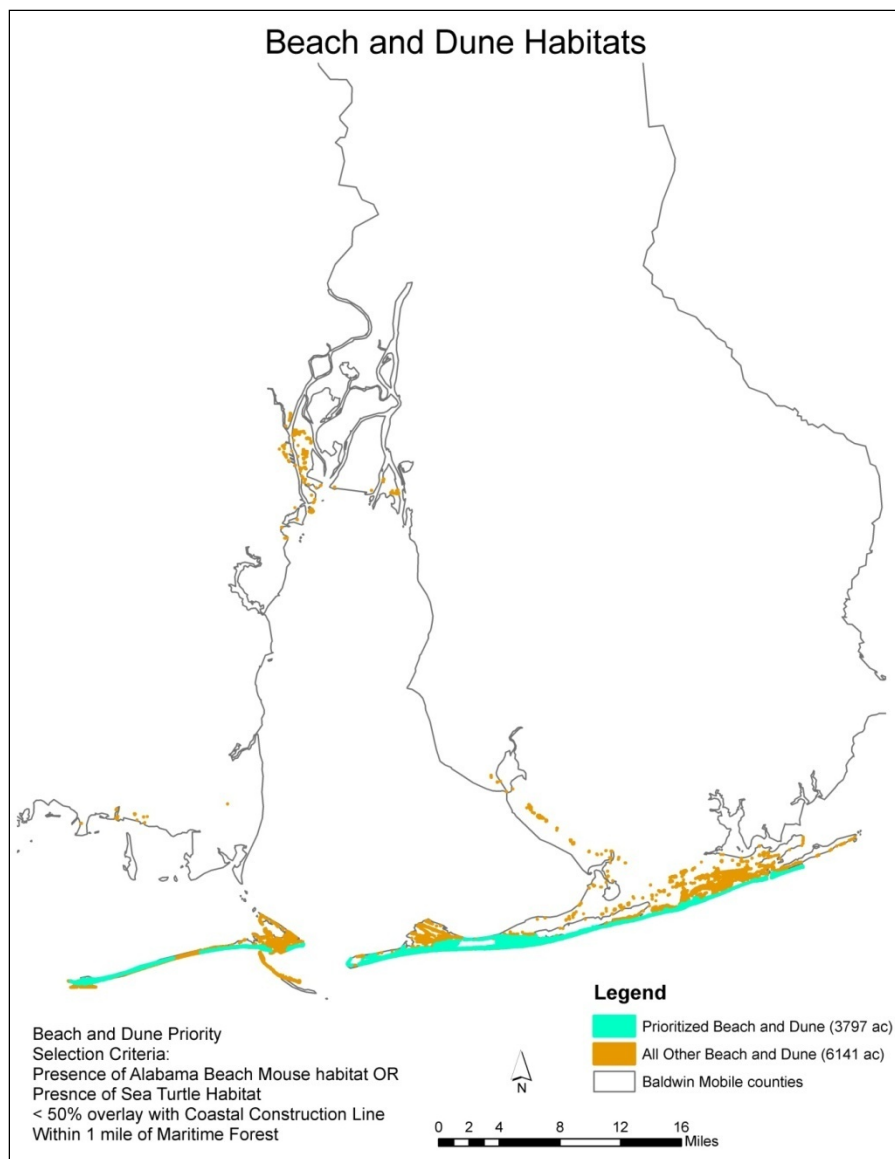 Beach and Dune Habitats
Legend
Prioritized Beach and Dune (3797 ac)
All Other Beach and Dune (6141 ac)
Baldwin Mobile counties
Beach and Dune Priority
Selection Criteria:
Presence of Alabama Beach Mouse habitat OR
Presnce of Sea Turtle Habitat
< 50% overlay with Coastal Construction Line
Within 1 mile of Maritime Forest
N
0 2 4 8 12 16
Miles